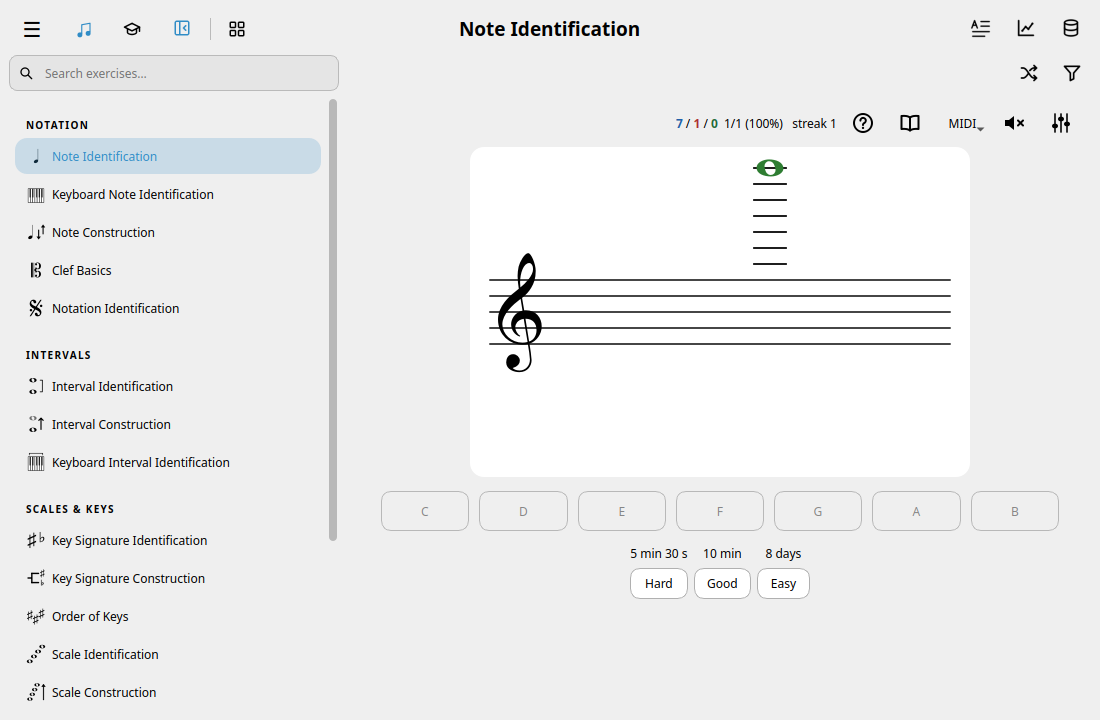 Note Identification
Search exercises...
NOTATION
Note Identification
Keyboard Note Identification
Note Construction
Clef Basics
Notation Identification
INTERVALS
Interval Identification
Interval Construction
Keyboard Interval Identification
SCALES & KEYS
Key Signature Identification
Key Signature Construction
Order of Keys
Scale Identification
Scale Construction
7 / 1 / 0 1/1 (100%) streak 1
MIDI
C D E F G A B
5 min 30 s 10 min 8 days
Hard Good Easy